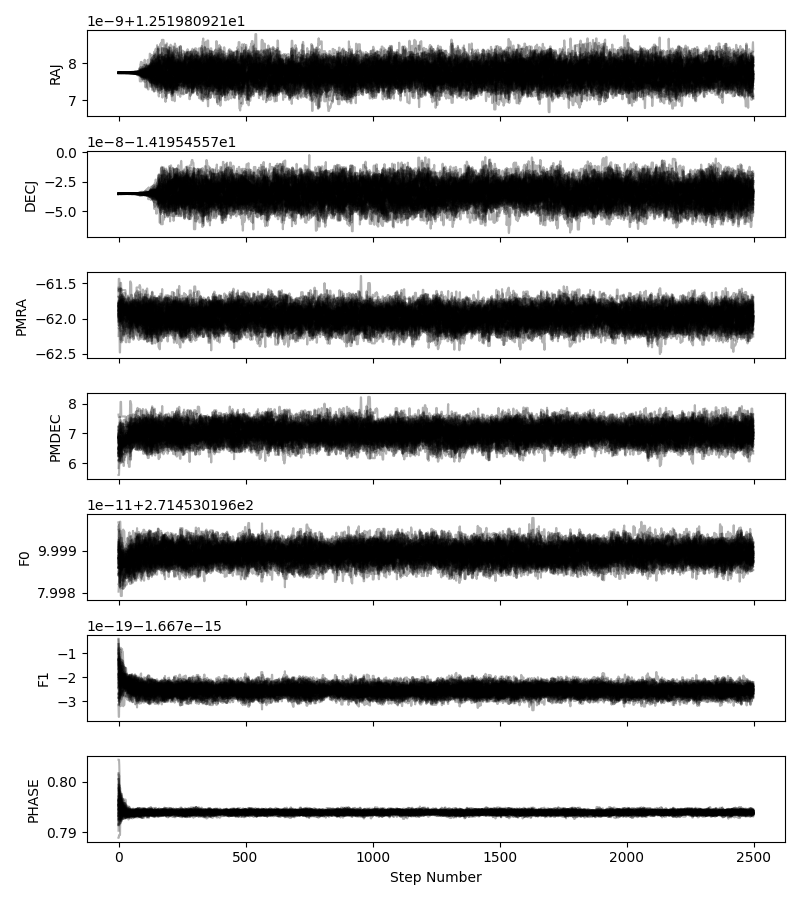 1e−9+1.251980921e1
8
7
RAJ
1e−8−1.41954557e1
0.0
−2.5
−5.0
DECJ
−61.5
−62.0
−62.5
PMRA
8
7
6
PMDEC
1e−11+2.714530196e2
9.999
7.998
F0
1e−19−1.667e−15
−1
−2
−3
F1
0.80
0.79
PHASE
0 500 1000 1500 2000 2500
Step Number